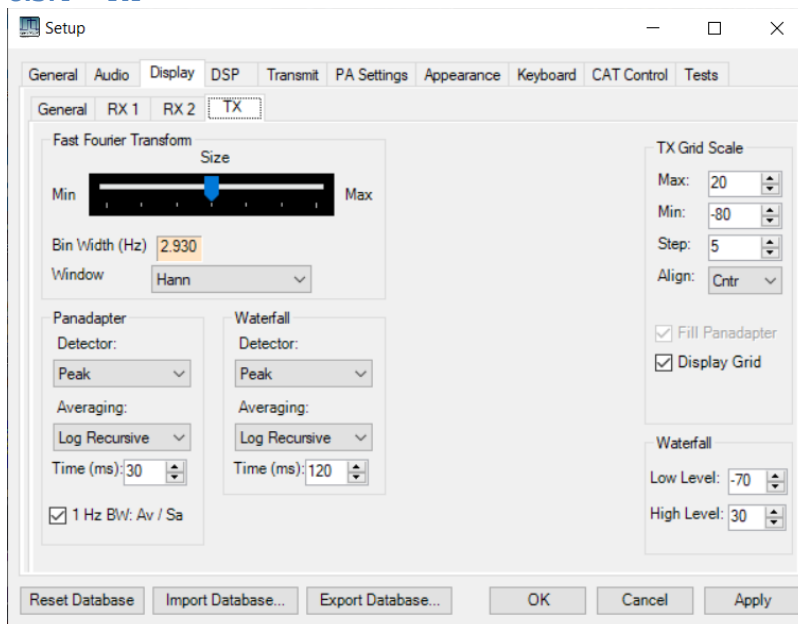 Setup
General Audio Display DSP Transmit PA Settings Appearance Keyboard CAT Control Tests
General RX 1 RX 2 TX
Fast Fourier Transform
Size
Min Max
Bin Width (Hz) 2.930
Window Hann
Panadapter
Detector:
Peak
Averaging:
Log Recursive
Time (ms): 30
1 Hz BW: Av / Sa
Waterfall
Detector:
Peak
Averaging:
Log Recursive
Time (ms): 120
TX Grid Scale
Max: 20
Min: -80
Step: 5
Align: Cntr
Fill Panadapter
Display Grid
Waterfall
Low Level: -70
High Level: 30
Reset Database Import Database... Export Database... OK Cancel Apply